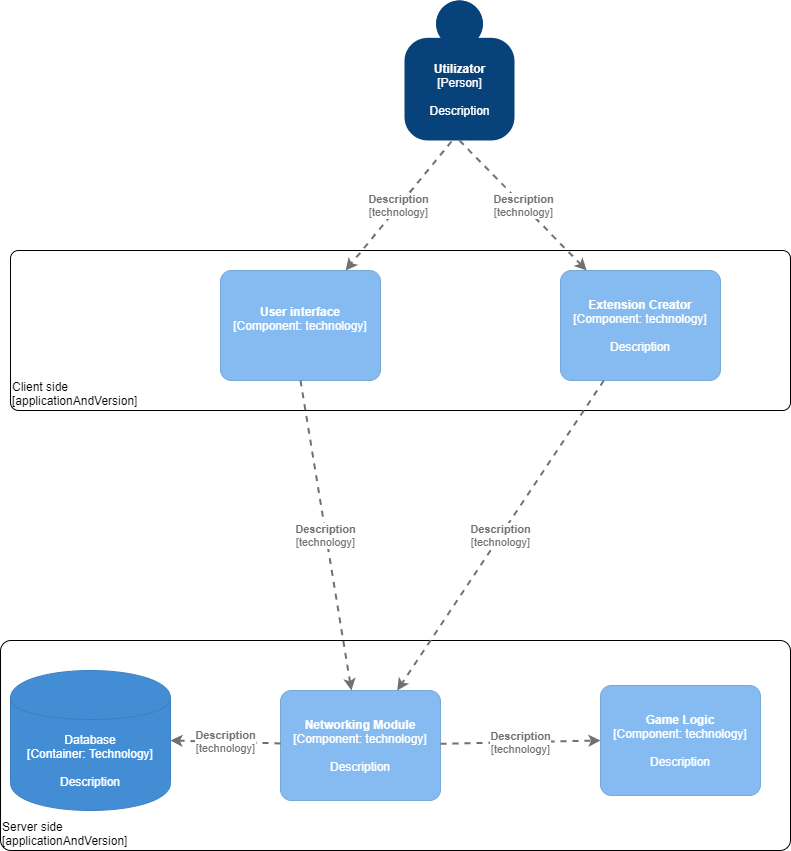 Utilizator
[Person]
Description
Description
[technology]
Description
[technology]
User interface
[Component: technology]
Extension Creator
[Component: technology]
Description
Client side
[applicationAndVersion]
Description
[technology]
Description
[technology]
Database
[Container: Technology]
Description
Description
[technology]
Networking Module
[Component: technology]
Description
Description
[technology]
Game Logic
[Component: technology]
Description
Server side
[applicationAndVersion]